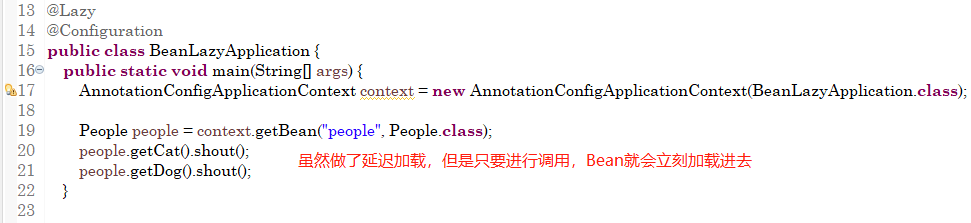 13 @Lazy
14 @Configuration
15 public class BeanLazyApplication {
16 public static void main(String[] args) {
17 AnnotationConfigApplicationContext context = new AnnotationConfigApplicationContext(BeanLazyApplication.class);
18
19 People people = context.getBean("people", People.class);
20 people.getCat().shout();
虽然做了延迟加载，但是只要进行调用，Bean就会立刻加载进去
21 people.getDog().shout();
22 }
23